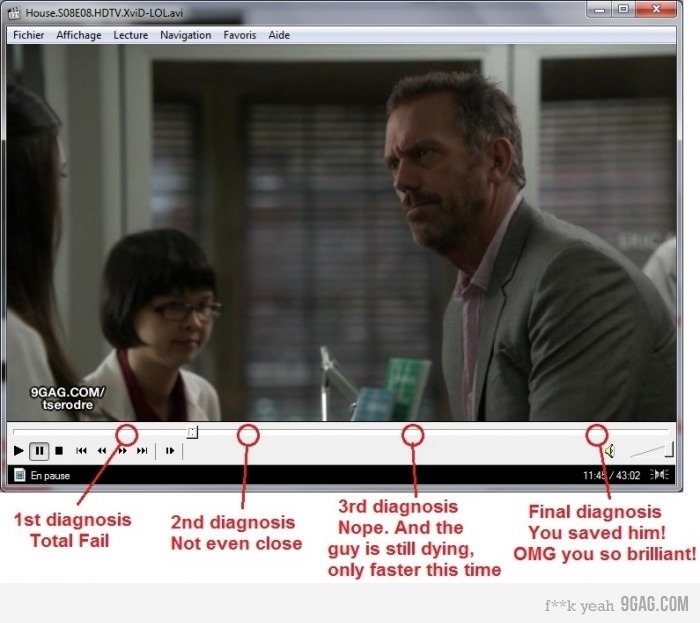 House.S08E08.HDTV.XviD-LOL.avi
Fichier Affichage Lecture Navigation Favoris Aide
9GAG.COM/
tserodre
En pause
11:45 / 43:02
1st diagnosis
Total Fail
2nd diagnosis
Not even close
3rd diagnosis
Nope. And the
guy is still dying,
only faster this time
Final diagnosis
You saved him!
OMG you so brilliant!
f**k yeah 9GAG.COM